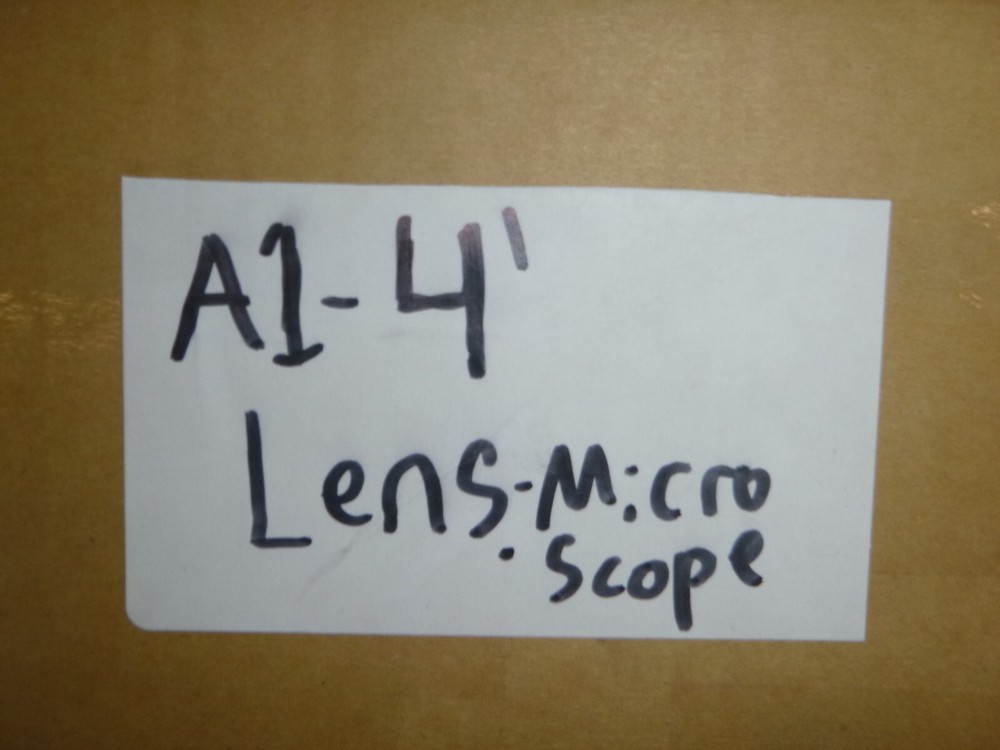 A1-4'
Lens-Micro
.scope